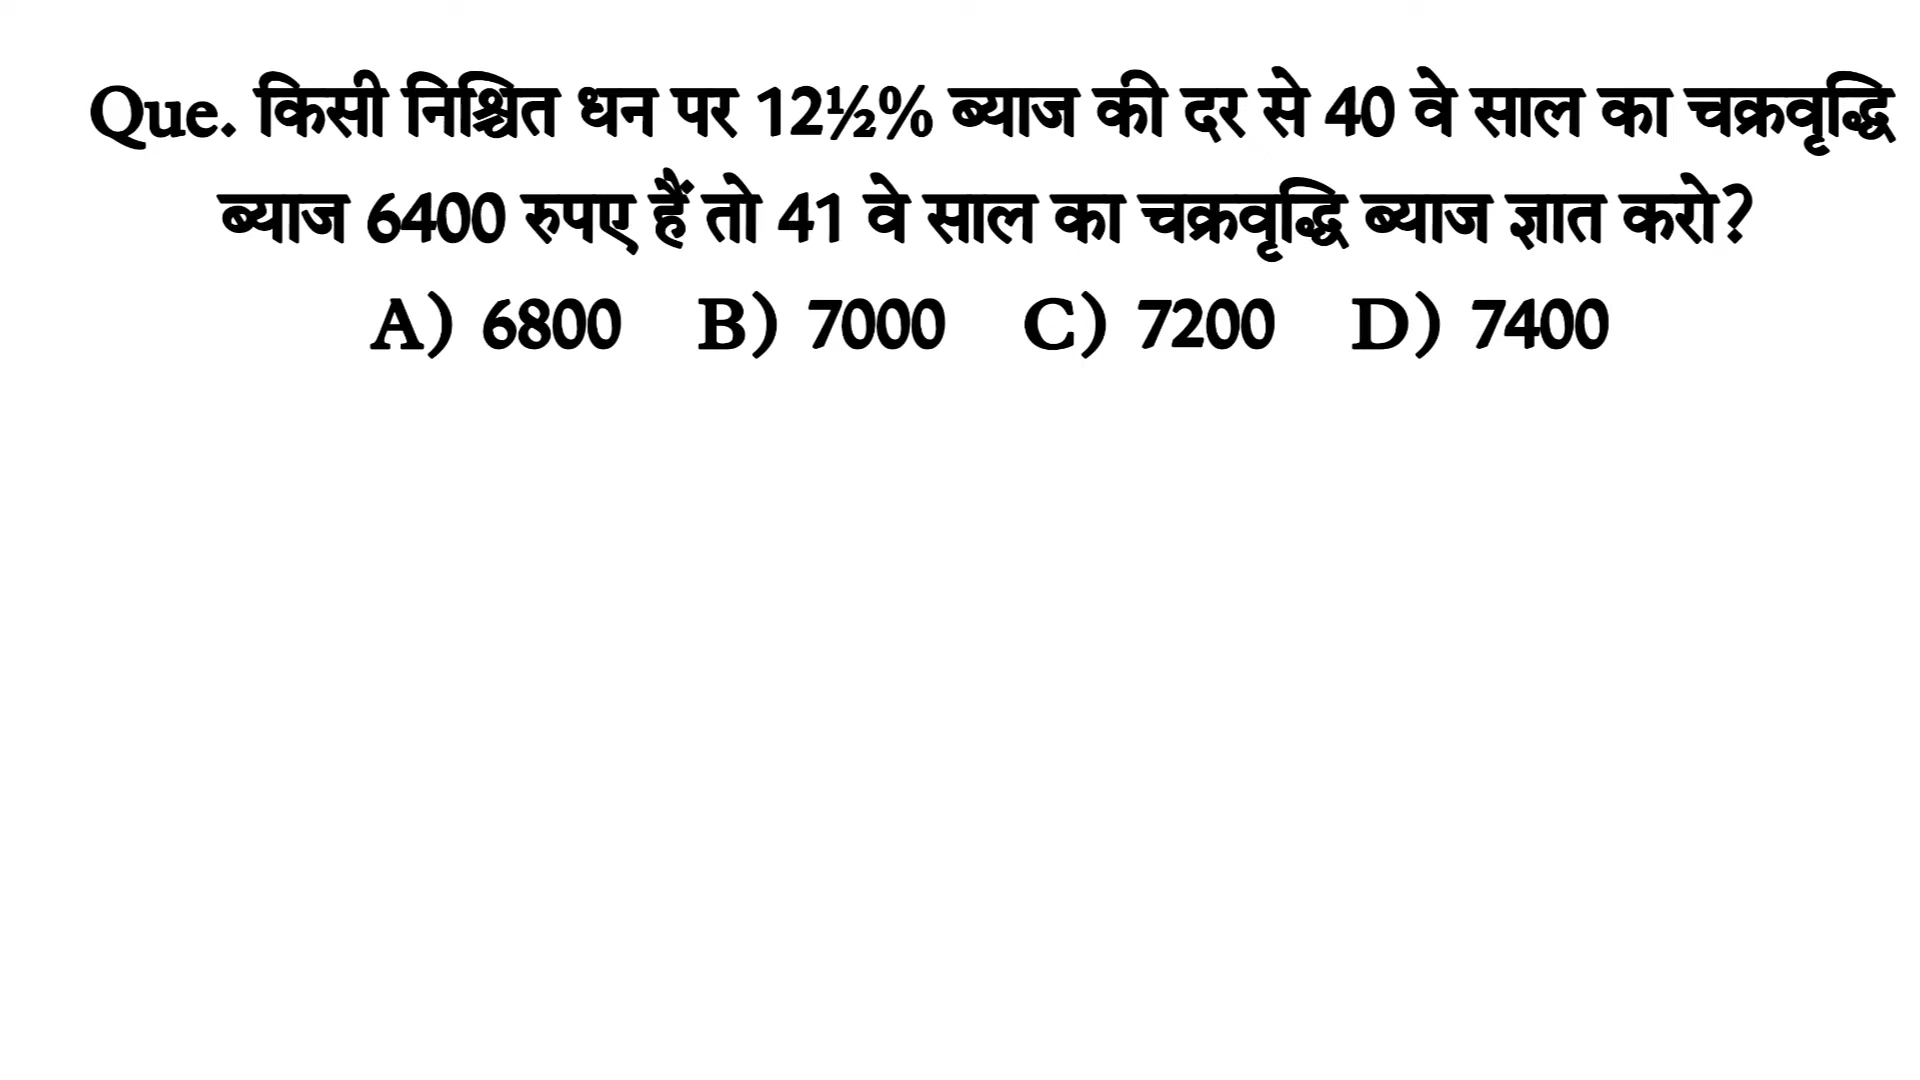 Que. किसी निश्चित धन पर 12½% ब्याज की दर से 40 वे साल का चक्रवृद्धि
ब्याज 6400 रुपए हैं तो 41 वे साल का चक्रवृद्धि ब्याज ज्ञात करो?
A) 6800 B) 7000 C) 7200 D) 7400